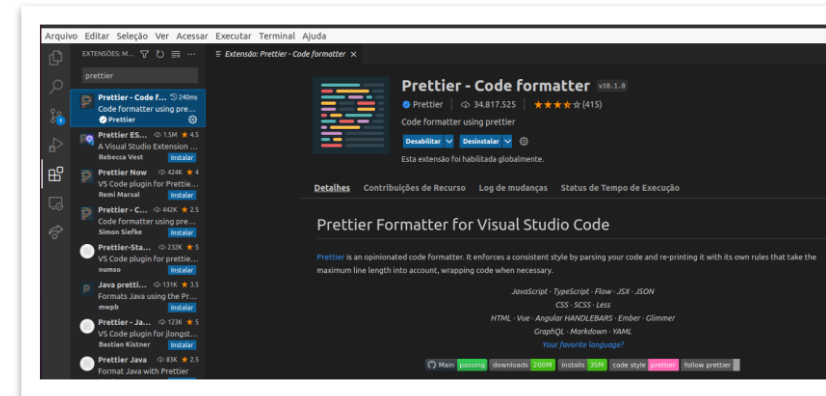 Arquivo Editar Seleção Ver Acessar Executar Terminal Ajuda
EXTENSÕES: M...
Extensão: Prettier - Code formatter
prettier
Prettier - Code f... 240ms
Code formatter using pre...
Prettier
Prettier ES... 1.5M ★ 4.5
A Visual Studio Extension ...
Rebecca Vest Instalar
Prettier Now 424K ★ 4
VS Code plugin for Prettie...
Remi Marsal Instalar
Prettier - C... 442K ★ 2.5
Code formatter using pre...
Simon Siefke Instalar
Prettier-Sta... 232K ★ 5
VS Code plugin for prettie...
numso Instalar
Java pretti... 131K ★ 3.5
Formats Java using the Pr...
mwpb Instalar
Prettier - Ja... 123K ★ 5
VS Code plugin for jlongst...
Bastian Kistner Instalar
Prettier Java 83K ★ 2.5
Format Java with Prettier
Prettier - Code formatter v10.1.0
Prettier 34.817.525 (415)
Code formatter using prettier
Desabilitar Desinstalar
Esta extensão foi habilitada globalmente.
Detalhes Contribuições de Recurso Log de mudanças Status de Tempo de Execução
Prettier Formatter for Visual Studio Code
Prettier is an opinionated code formatter. It enforces a consistent style by parsing your code and re-printing it with its own rules that take the
maximum line length into account, wrapping code when necessary.
JavaScript · TypeScript · Flow · JSX · JSON
CSS · SCSS · Less
HTML · Vue · Angular HANDLEBARS · Ember · Glimmer
GraphQL · Markdown · YAML
Your favorite language?
Main passing downloads 200M installs 35M code style prettier follow prettier